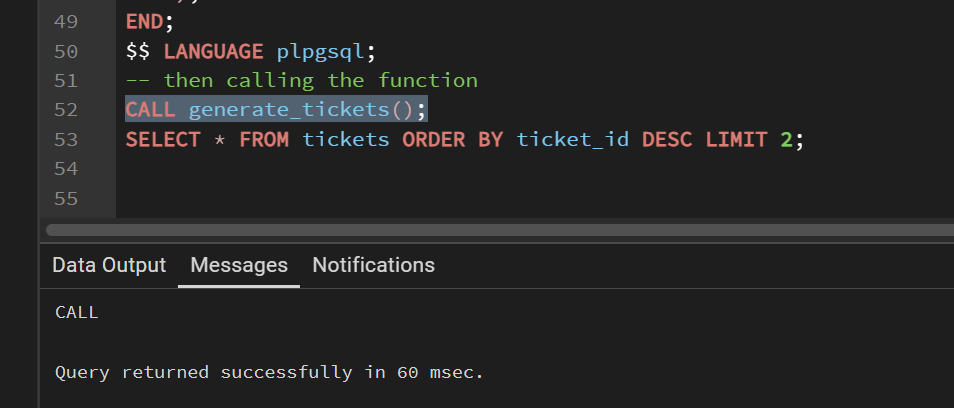 49 END;
50 $$ LANGUAGE plpgsql;
51 -- then calling the function
52 CALL generate_tickets();
53 SELECT * FROM tickets ORDER BY ticket_id DESC LIMIT 2;
54
55
Data Output Messages Notifications
CALL
Query returned successfully in 60 msec.